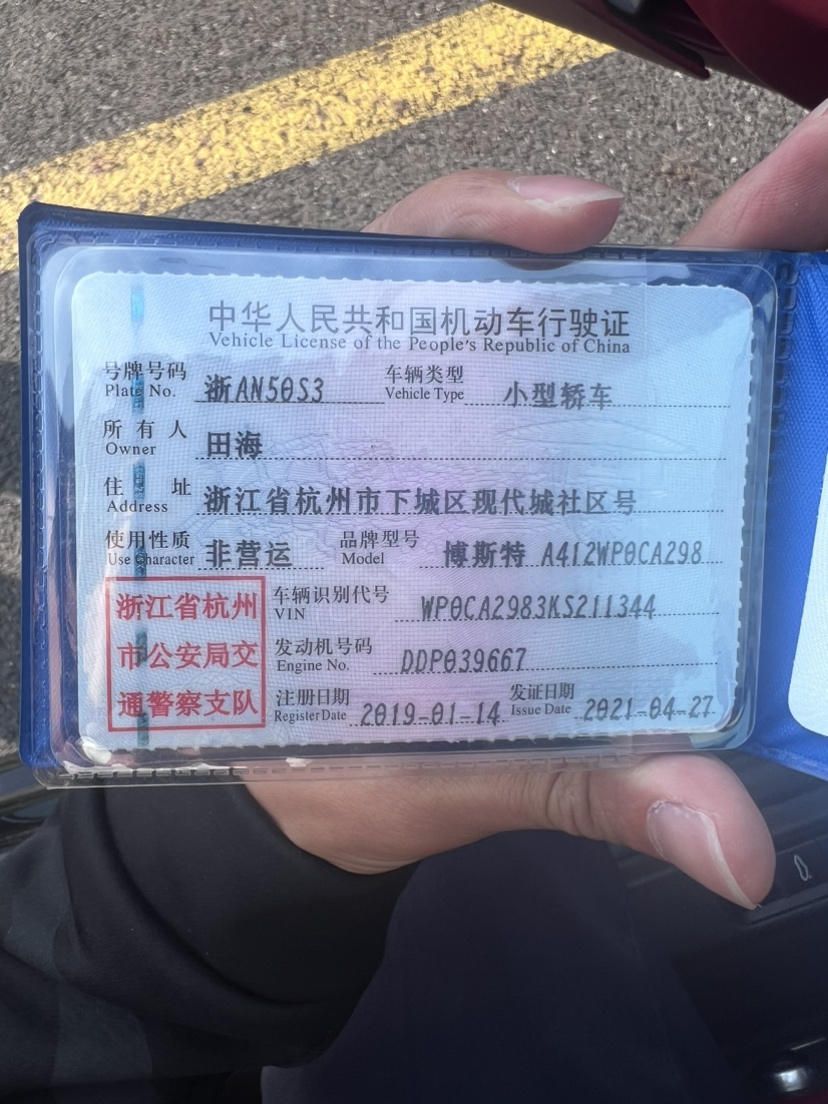 中华人民共和国机动车行驶证
Vehicle License of the People's Republic of China
号牌号码 浙AN50S3 车辆类型 小型轿车
Plate No. Vehicle Type
所有人 田海
Owner
住址 浙江省杭州市下城区现代城社区号
Address
使用性质 非营运 品牌型号 博斯特 A412WP0CA298
Use Character Model
浙江省杭州
市公安局交
通警察支队
车辆识别代号 WP0CA2983KS211344
VIN
发动机号码 DDP039667
Engine No.
注册日期 2019-01-14 发证日期 2021-04-27
Register Date Issue Date